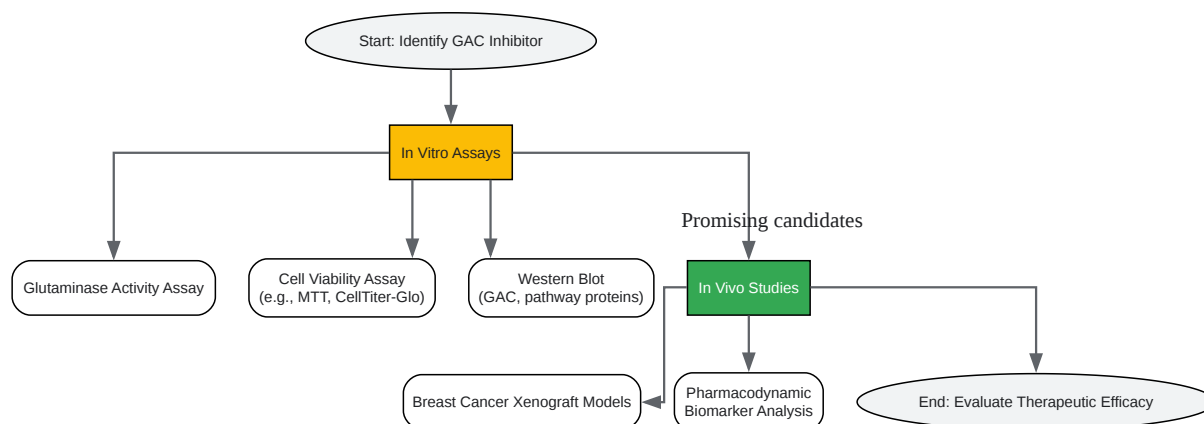 Start: Identify GAC Inhibitor
In Vitro Assays
Promising candidates
Glutaminase Activity Assay
Cell Viability Assay
(e.g., MTT, CellTiter-Glo)
Western Blot
(GAC, pathway proteins)
In Vivo Studies
Breast Cancer Xenograft Models
Pharmacodynamic
Biomarker Analysis
End: Evaluate Therapeutic Efficacy